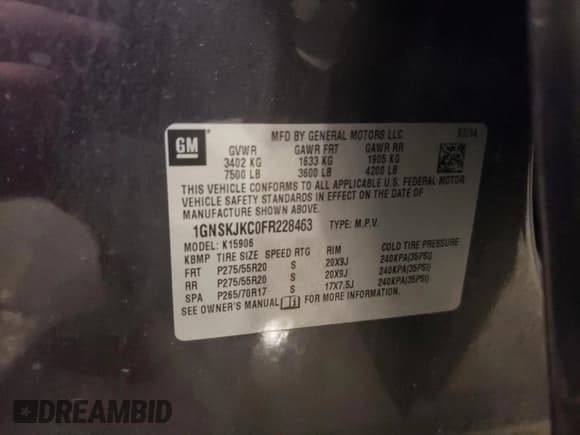 GM
MFD BY GENERAL MOTORS LLC
GVWR GAWR FRT GAWR RR
3402 KG 1633 KG 1905 KG
7500 LB 3600 LB 4200 LB
THIS VEHICLE CONFORMS TO ALL APPLICABLE U.S. FEDERAL MOTOR
VEHICLE SAFETY STANDARDS IN EFFECT ON THE DATE OF
MANUFACTURE SHOWN ABOVE.
1GNSKJKC0FR228463 TYPE: M.P.V.
MODEL: K15906
KBMP TIRE SIZE SPEED RTG RIM COLD TIRE PRESSURE
FRT P275/55R20 S 20X9J 240KPA(35PSI)
RR P275/55R20 S 20X9J 240KPA(35PSI)
SPA P265/70R17 S 17X7.5J 240KPA(35PSI)
SEE OWNER'S MANUAL FOR MORE INFORMATION.
DREAMBID